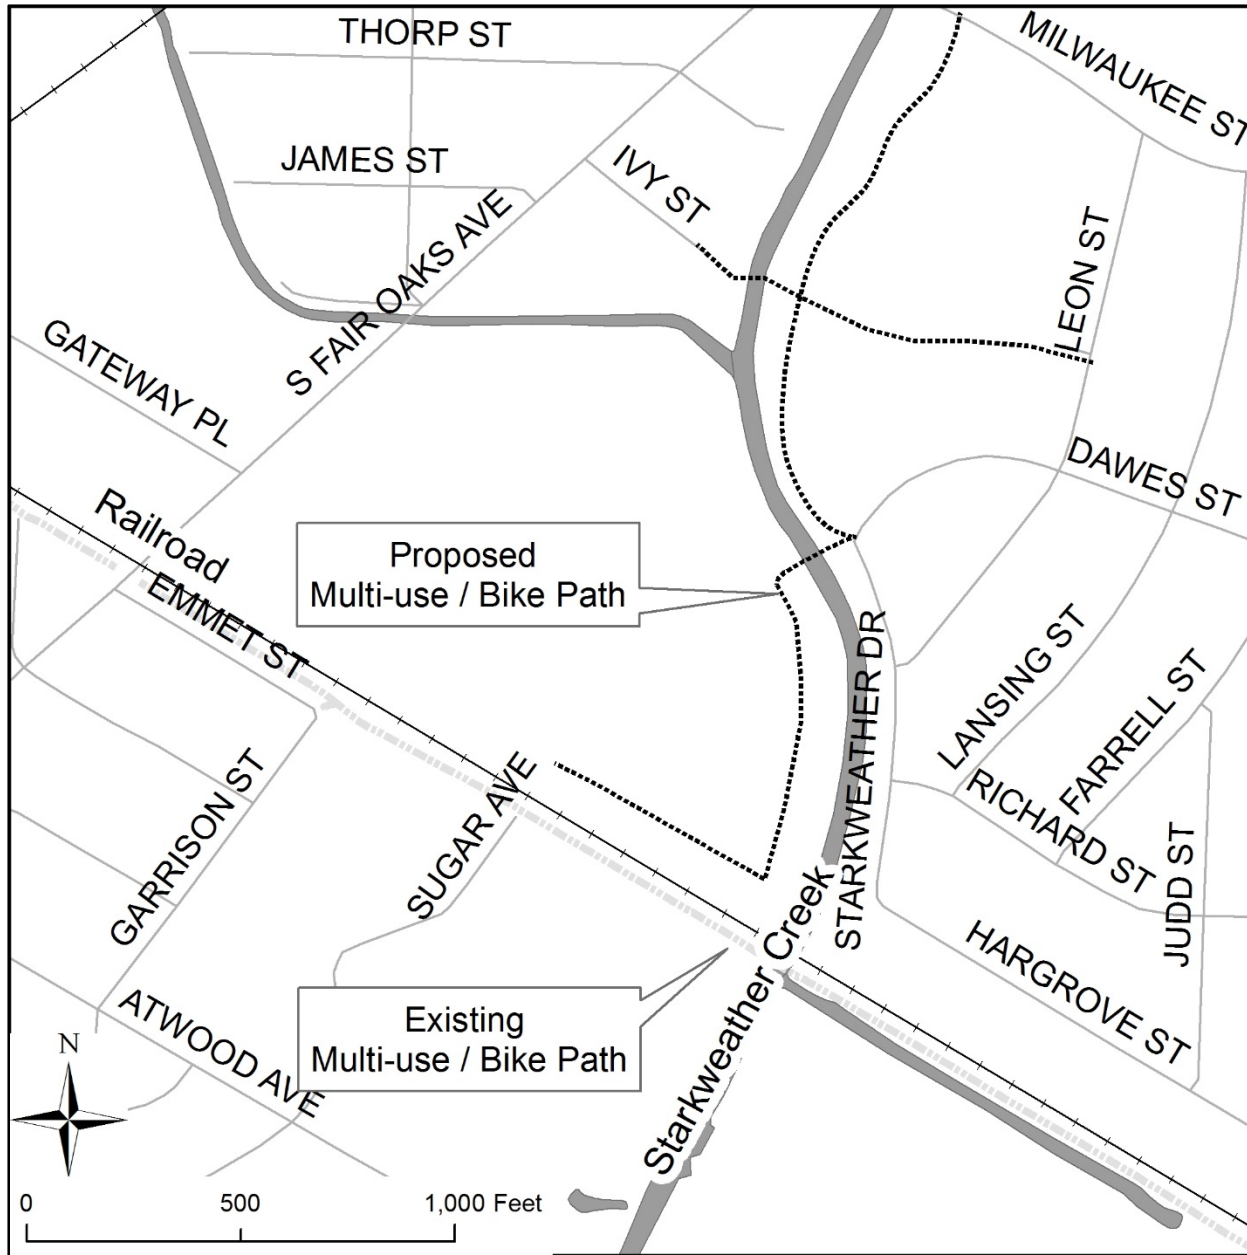 THORP ST
MILWAUKEE ST
JAMES ST
IVY ST
S FAIR OAKS AVE
LEON ST
GATEWAY PL
DAWES ST
Railroad
Proposed
Multi-use / Bike Path
EMMET ST
STARKWEATHER DR
LANSING ST
FARRELL ST
GARRISON ST
SUGAR AVE
RICHARD ST
JUDD ST
Starkweather Creek
HARGROVE ST
Existing
Multi-use / Bike Path
ATWOOD AVE
N
0 500 1,000 Feet